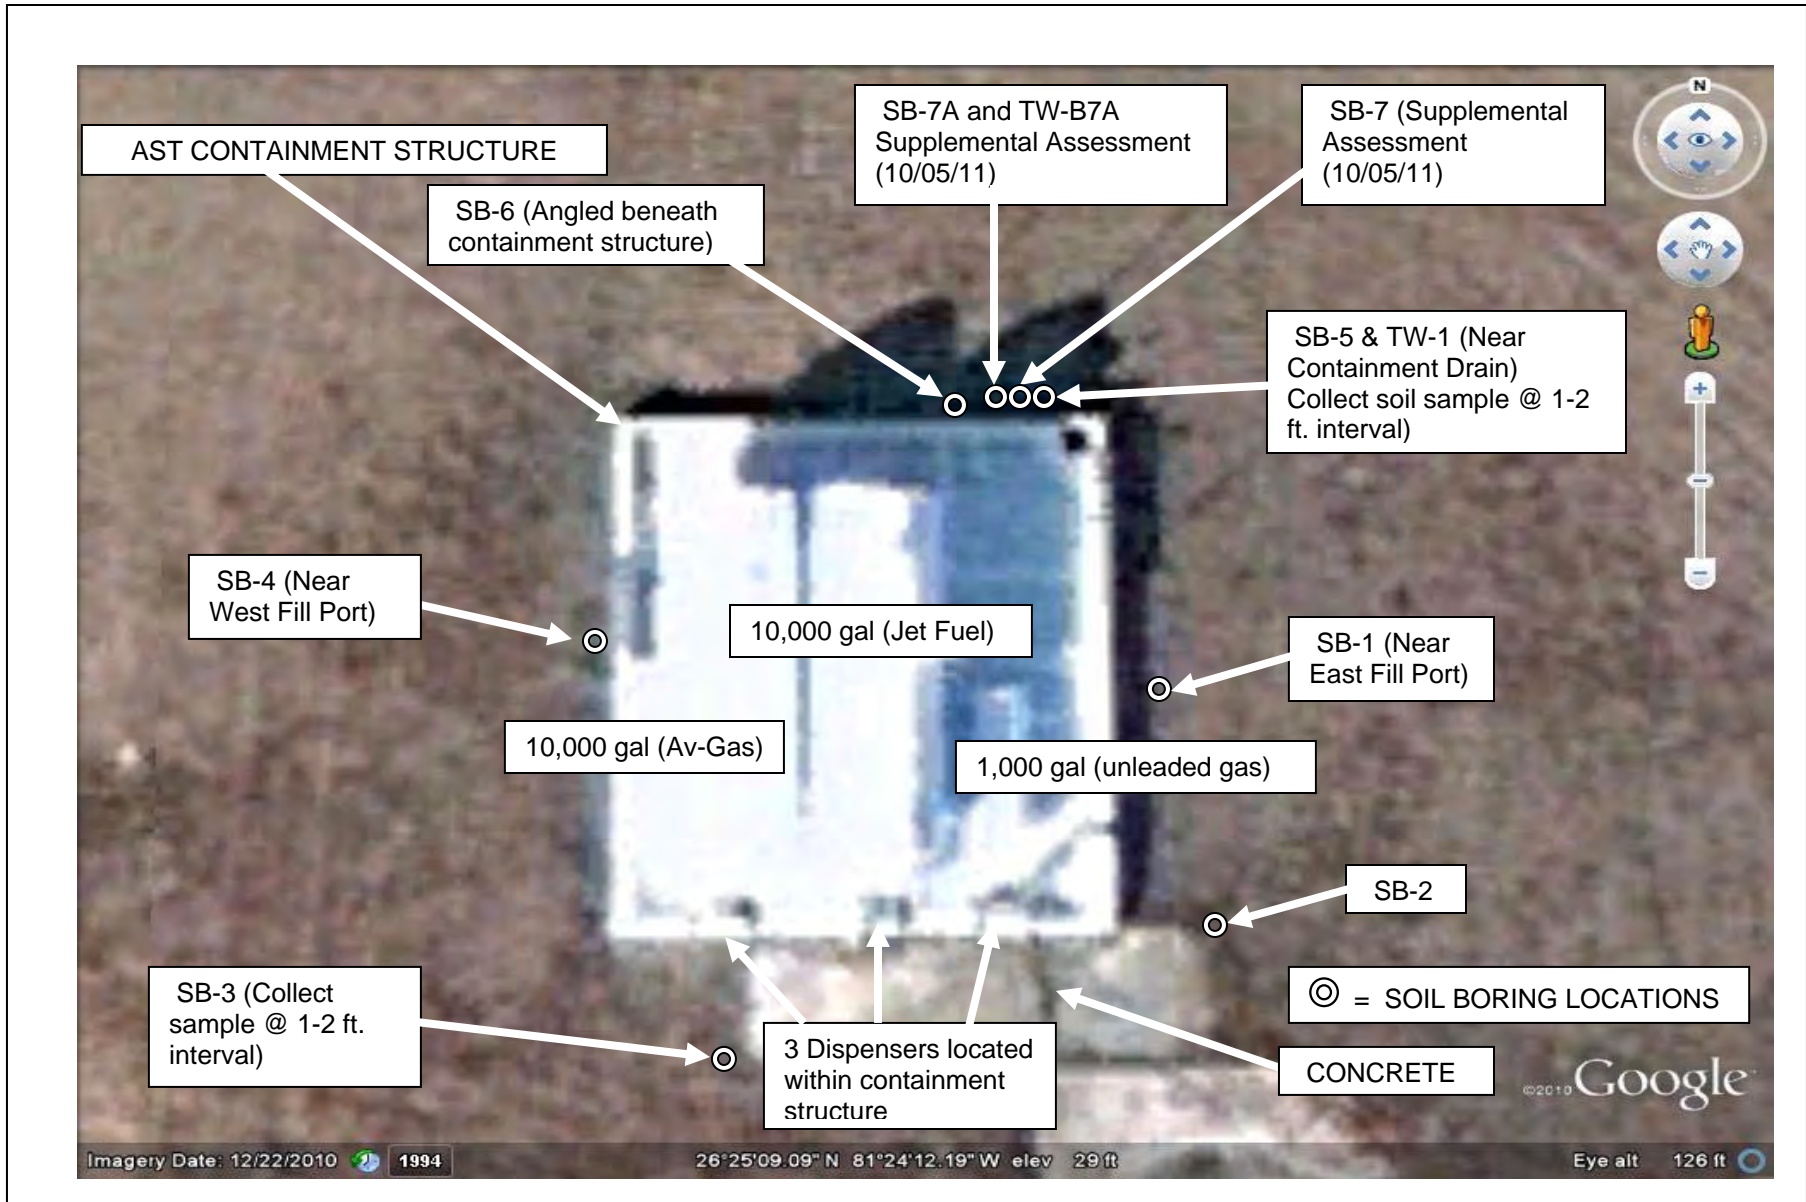 SB-7A and TW-B7A
Supplemental Assessment
(10/05/11)
SB-7 (Supplemental
Assessment
(10/05/11)
N
AST CONTAINMENT STRUCTURE
SB-6 (Angled beneath
containment structure)
SB-5 & TW-1 (Near
Containment Drain)
Collect soil sample @ 1-2
ft. interval)
SB-4 (Near
West Fill Port)
10,000 gal (Jet Fuel)
SB-1 (Near
East Fill Port)
10,000 gal (Av-Gas)
1,000 gal (unleaded gas)
SB-2
SB-3 (Collect
sample @ 1-2 ft.
interval)
= SOIL BORING LOCATIONS
3 Dispensers located
within containment
structure
CONCRETE
©2010 Google
Imagery Date: 12/22/2010 1994 26°25'09.09" N 81°24'12.19" W elev 29 ft Eye alt 126 ft